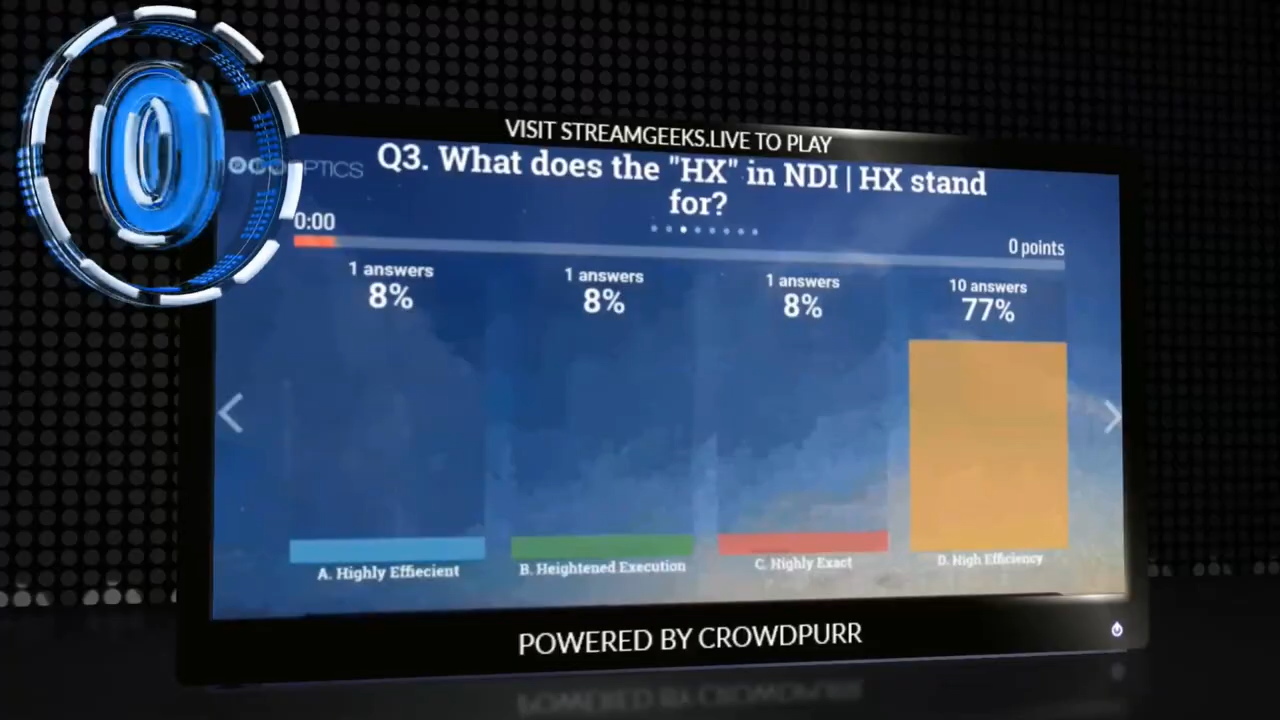 0
VISIT STREAMGEEKS.LIVE TO PLAY
Q3. What does the "HX" in NDI | HX stand
for?
0:00
0 points
1 answers
8%
1 answers
8%
1 answers
8%
10 answers
77%
A. Highly Effiecient
B. Heightened Execution
C. Highly Exact
D. High Efficiency
POWERED BY CROWDPURR